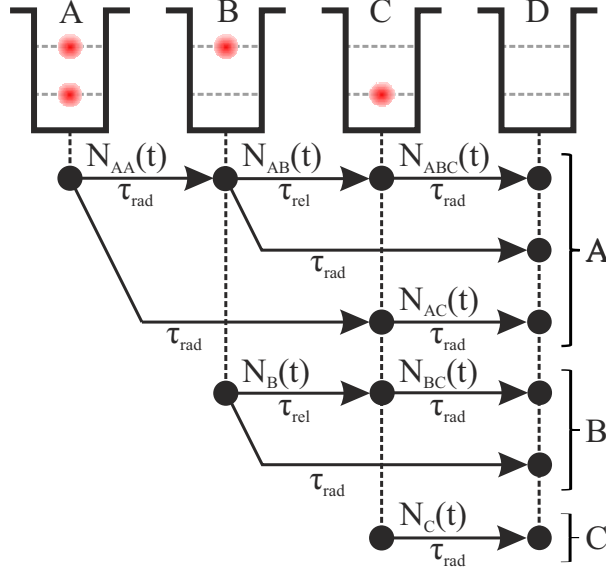 A B C D
N_AA(t) N_AB(t) N_ABC(t)
τ_rad τ_rel τ_rad
A
τ_rad
N_AC(t)
τ_rad τ_rad
N_B(t) N_BC(t)
τ_rel τ_rad
B
τ_rad
N_C(t)
C
τ_rad